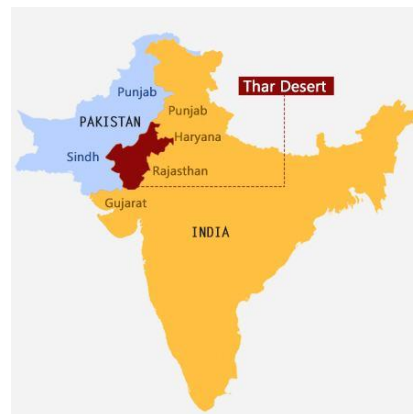 Thar Desert
Punjab
Punjab
PAKISTAN
Haryana
Sindh
Rajasthan
Gujarat
INDIA